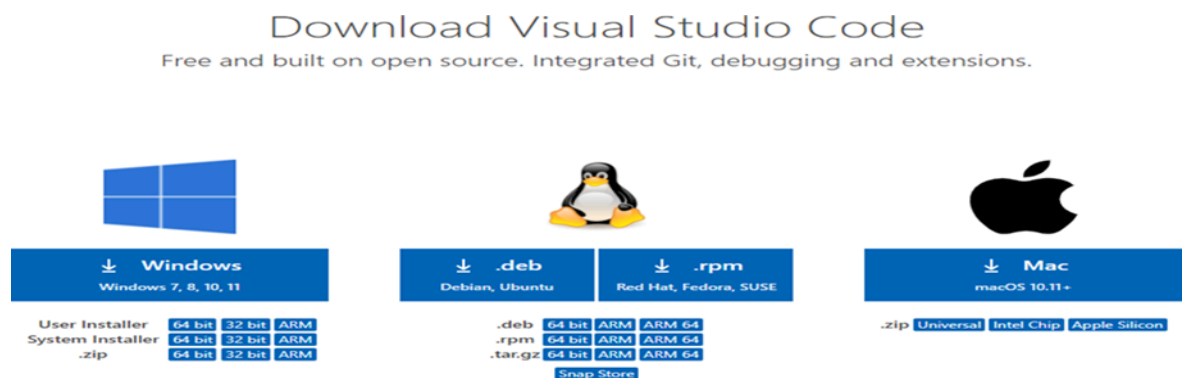 Download Visual Studio Code
Free and built on open source. Integrated Git, debugging and extensions.
Windows
Windows 7, 8, 10, 11
User Installer 64 bit 32 bit ARM
System Installer 64 bit 32 bit ARM
.zip 64 bit 32 bit ARM
.deb
Debian, Ubuntu
.rpm
Red Hat, Fedora, SUSE
.deb 64 bit ARM ARM 64
.rpm 64 bit ARM ARM 64
.tar.gz 64 bit ARM ARM 64
Snap Store
Mac
macOS 10.11+
.zip Universal Intel Chip Apple Silicon